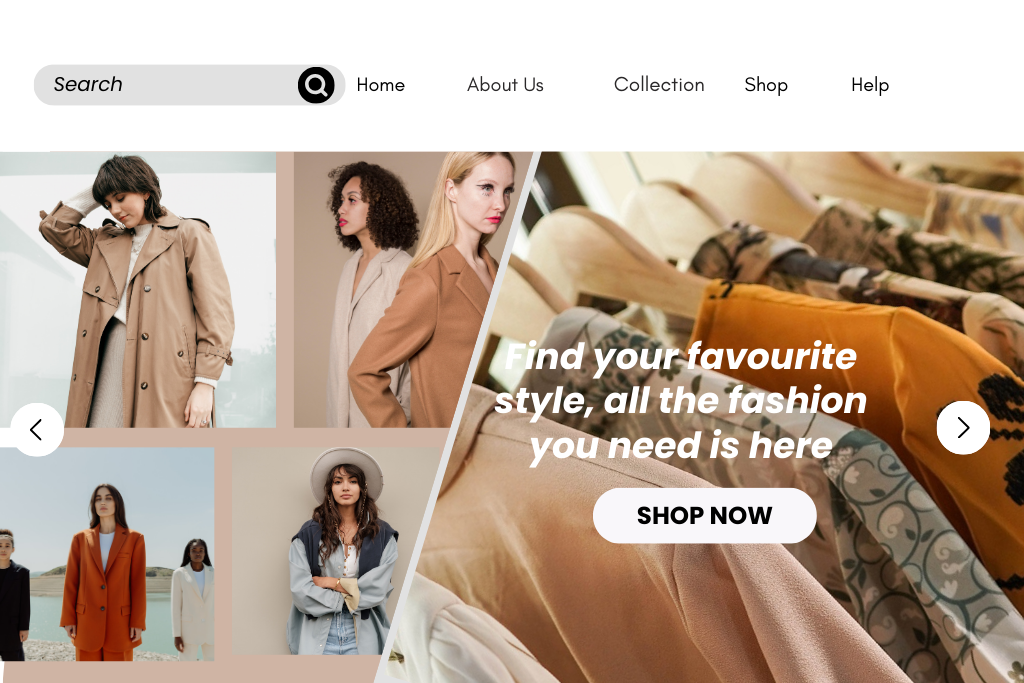 Search
Home
About Us
Collection
Shop
Help
Find your favourite
style, all the fashion
you need is here
SHOP NOW